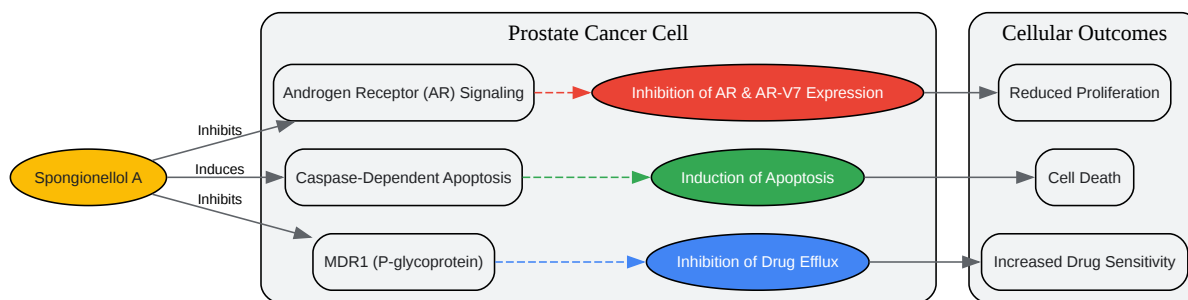 Prostate Cancer Cell
Cellular Outcomes
Androgen Receptor (AR) Signaling
Inhibition of AR & AR-V7 Expression
Reduced Proliferation
Inhibits
Spongionellol A
Induces
Caspase-Dependent Apoptosis
Induction of Apoptosis
Cell Death
Inhibits
MDR1 (P-glycoprotein)
Inhibition of Drug Efflux
Increased Drug Sensitivity